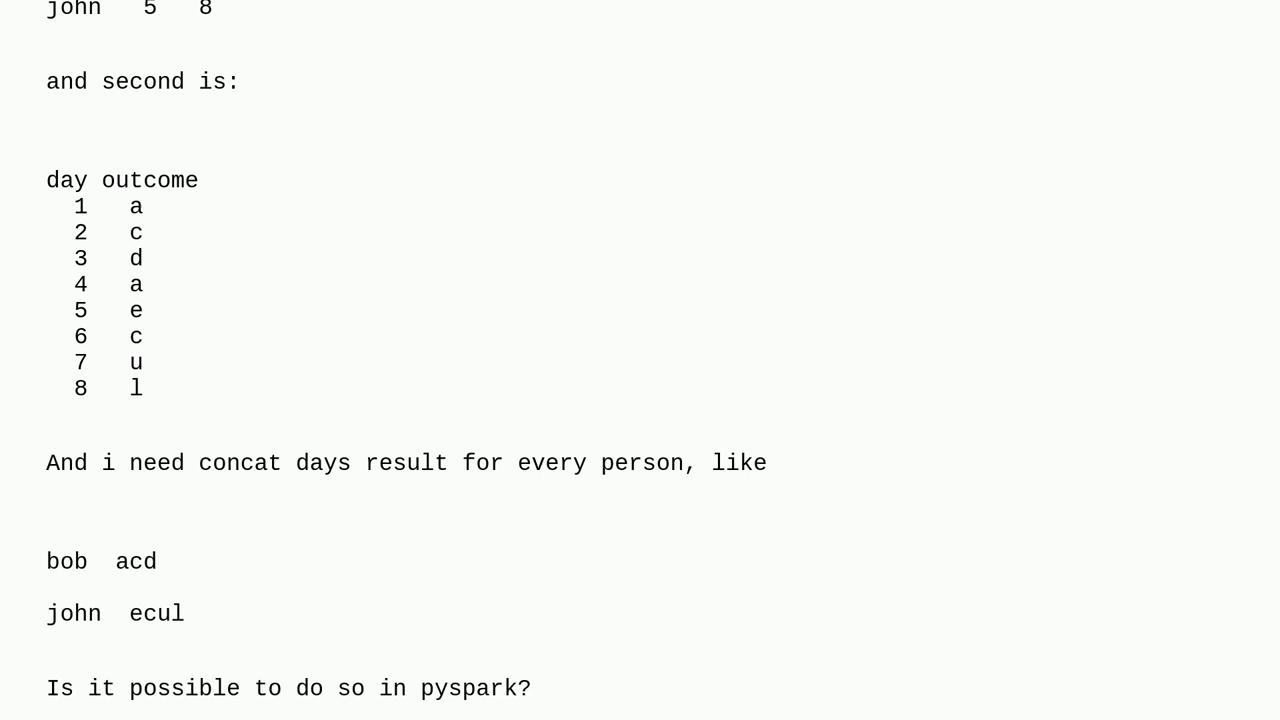 john   5   8
and second is:
day outcome
  1   a
  2   c
  3   d
  4   a
  5   e
  6   c
  7   u
  8   l
And i need concat days result for every person, like
bob  acd
john  ecul
Is it possible to do so in pyspark?